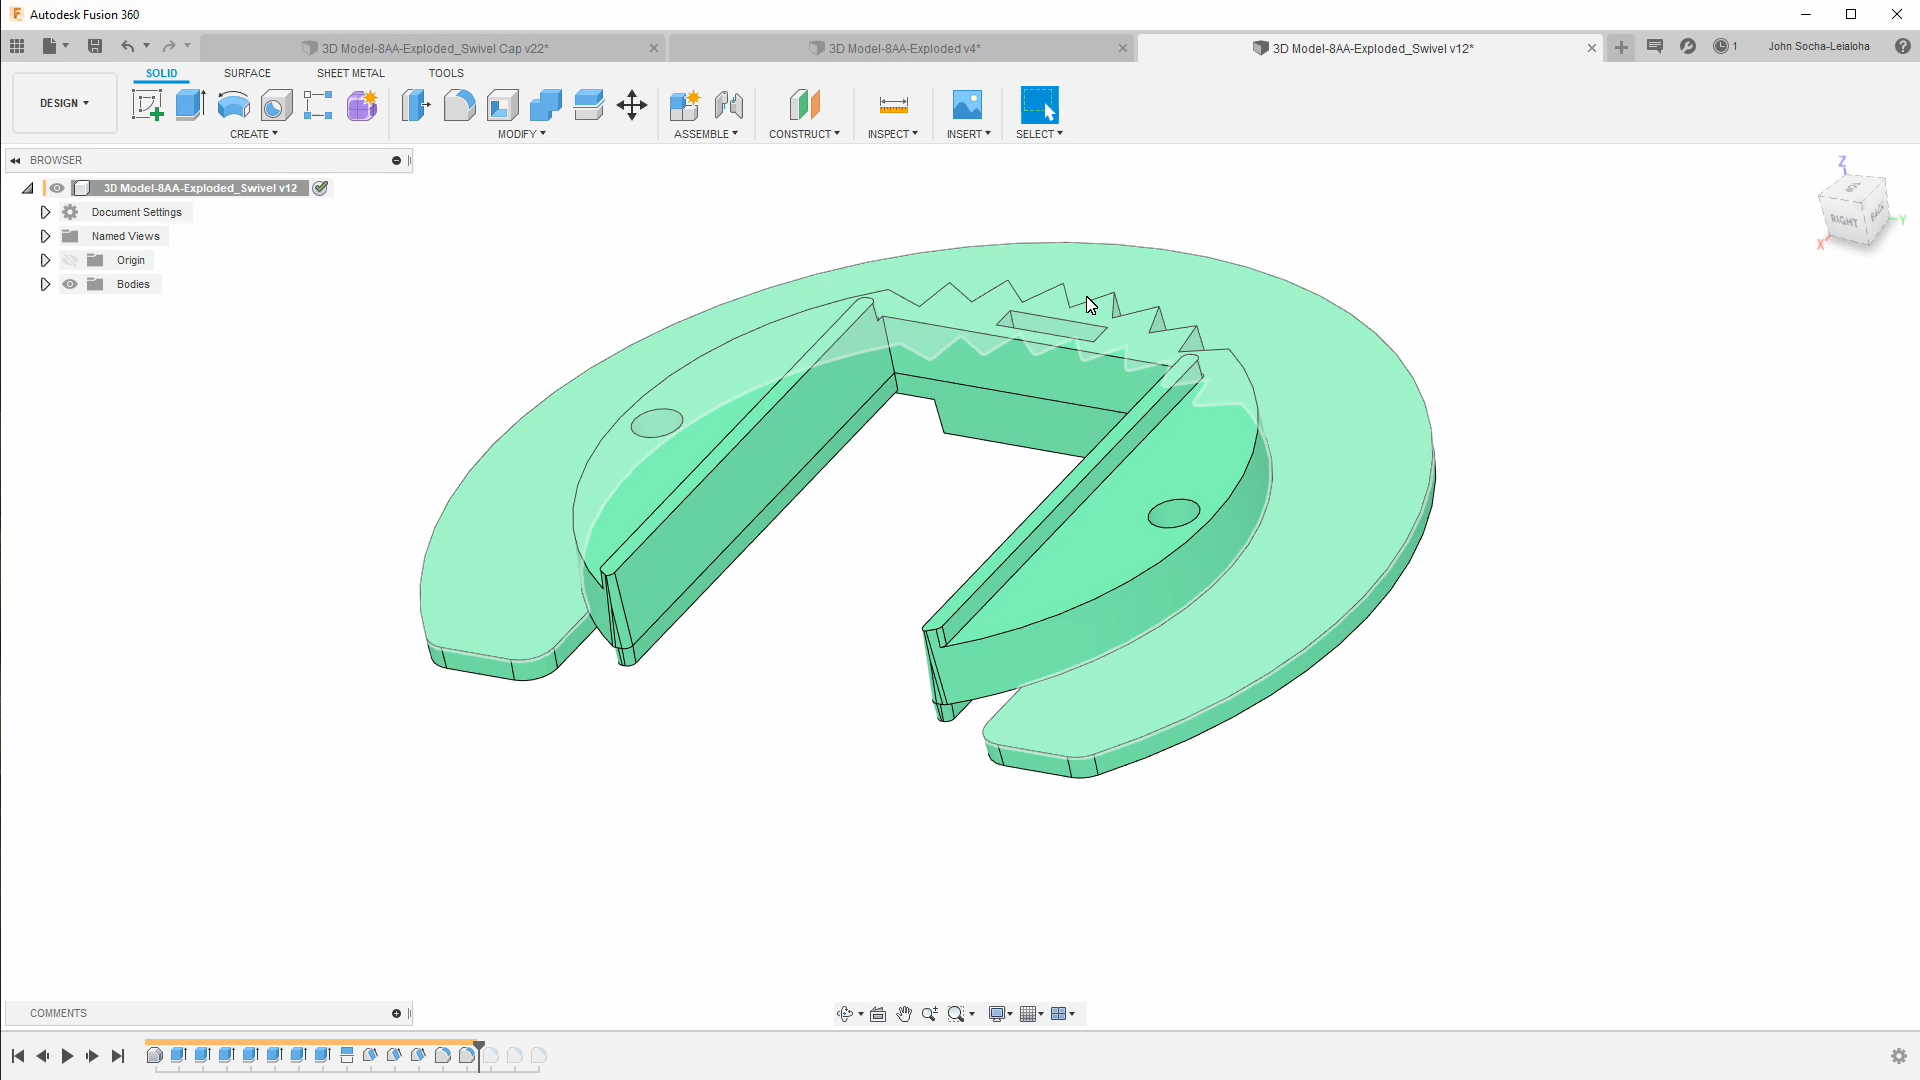 Autodesk Fusion 360
3D Model-8AA-Exploded_Swivel Cap v22*
3D Model-8AA-Exploded v4*
3D Model-8AA-Exploded_Swivel v12*
1
John Socha-Leialoha
DESIGN
SOLID
SURFACE
SHEET METAL
TOOLS
CREATE
MODIFY
ASSEMBLE
CONSTRUCT
INSPECT
INSERT
SELECT
BROWSER
3D Model-8AA-Exploded_Swivel v12
Document Settings
Named Views
Origin
Bodies
Z
RIGHT
BACK
Y
X
COMMENTS